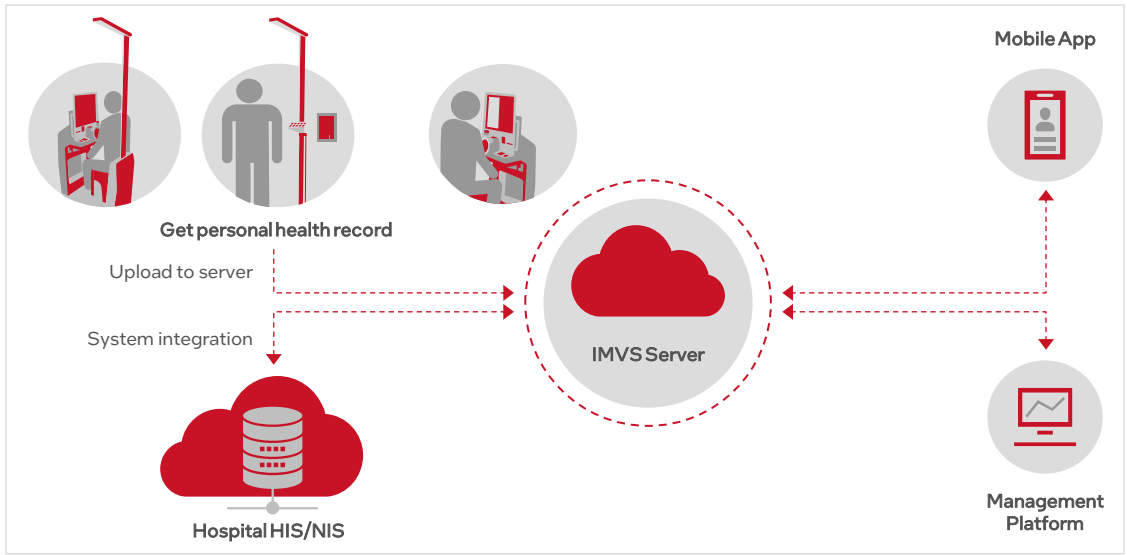 Mobile App
Get personal health record
Upload to server
System integration
IMVS Server
Hospital HIS/NIS
Management
Platform